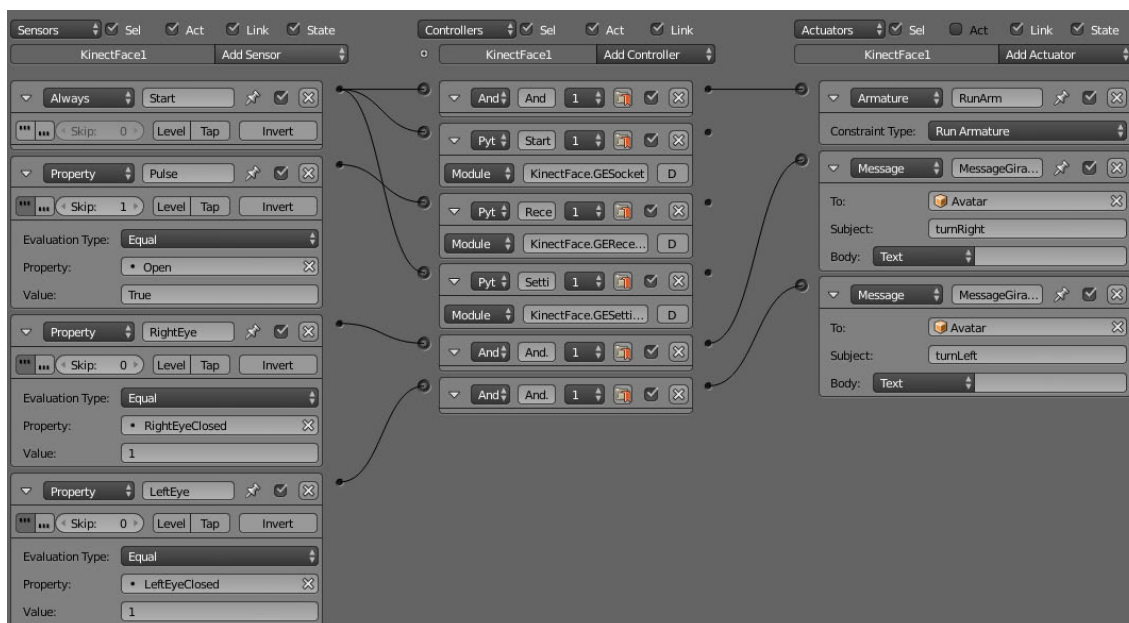 Sensors Sel Act Link State
KinectFace1 Add Sensor
Always Start
Skip: 0 Level Tap Invert
Property Pulse
Skip: 1 Level Tap Invert
Evaluation Type: Equal
Property: Open
Value: True
Property RightEye
Skip: 0 Level Tap Invert
Evaluation Type: Equal
Property: RightEyeClosed
Value: 1
Property LeftEye
Skip: 0 Level Tap Invert
Evaluation Type: Equal
Property: LeftEyeClosed
Value: 1
Controllers Sel Act Link
KinectFace1 Add Controller
And And 1
Pyt Start 1
Module KinectFace.GESocket D
Pyt Rece 1
Module KinectFace.GERece... D
Pyt Setti 1
Module KinectFace.GESetti... D
And And. 1
And And. 1
Actuators Sel Act Link State
KinectFace1 Add Actuator
Armature RunArm
Constraint Type: Run Armature
Message MessageGira...
To: Avatar
Subject: turnRight
Body: Text
Message MessageGira...
To: Avatar
Subject: turnLeft
Body: Text